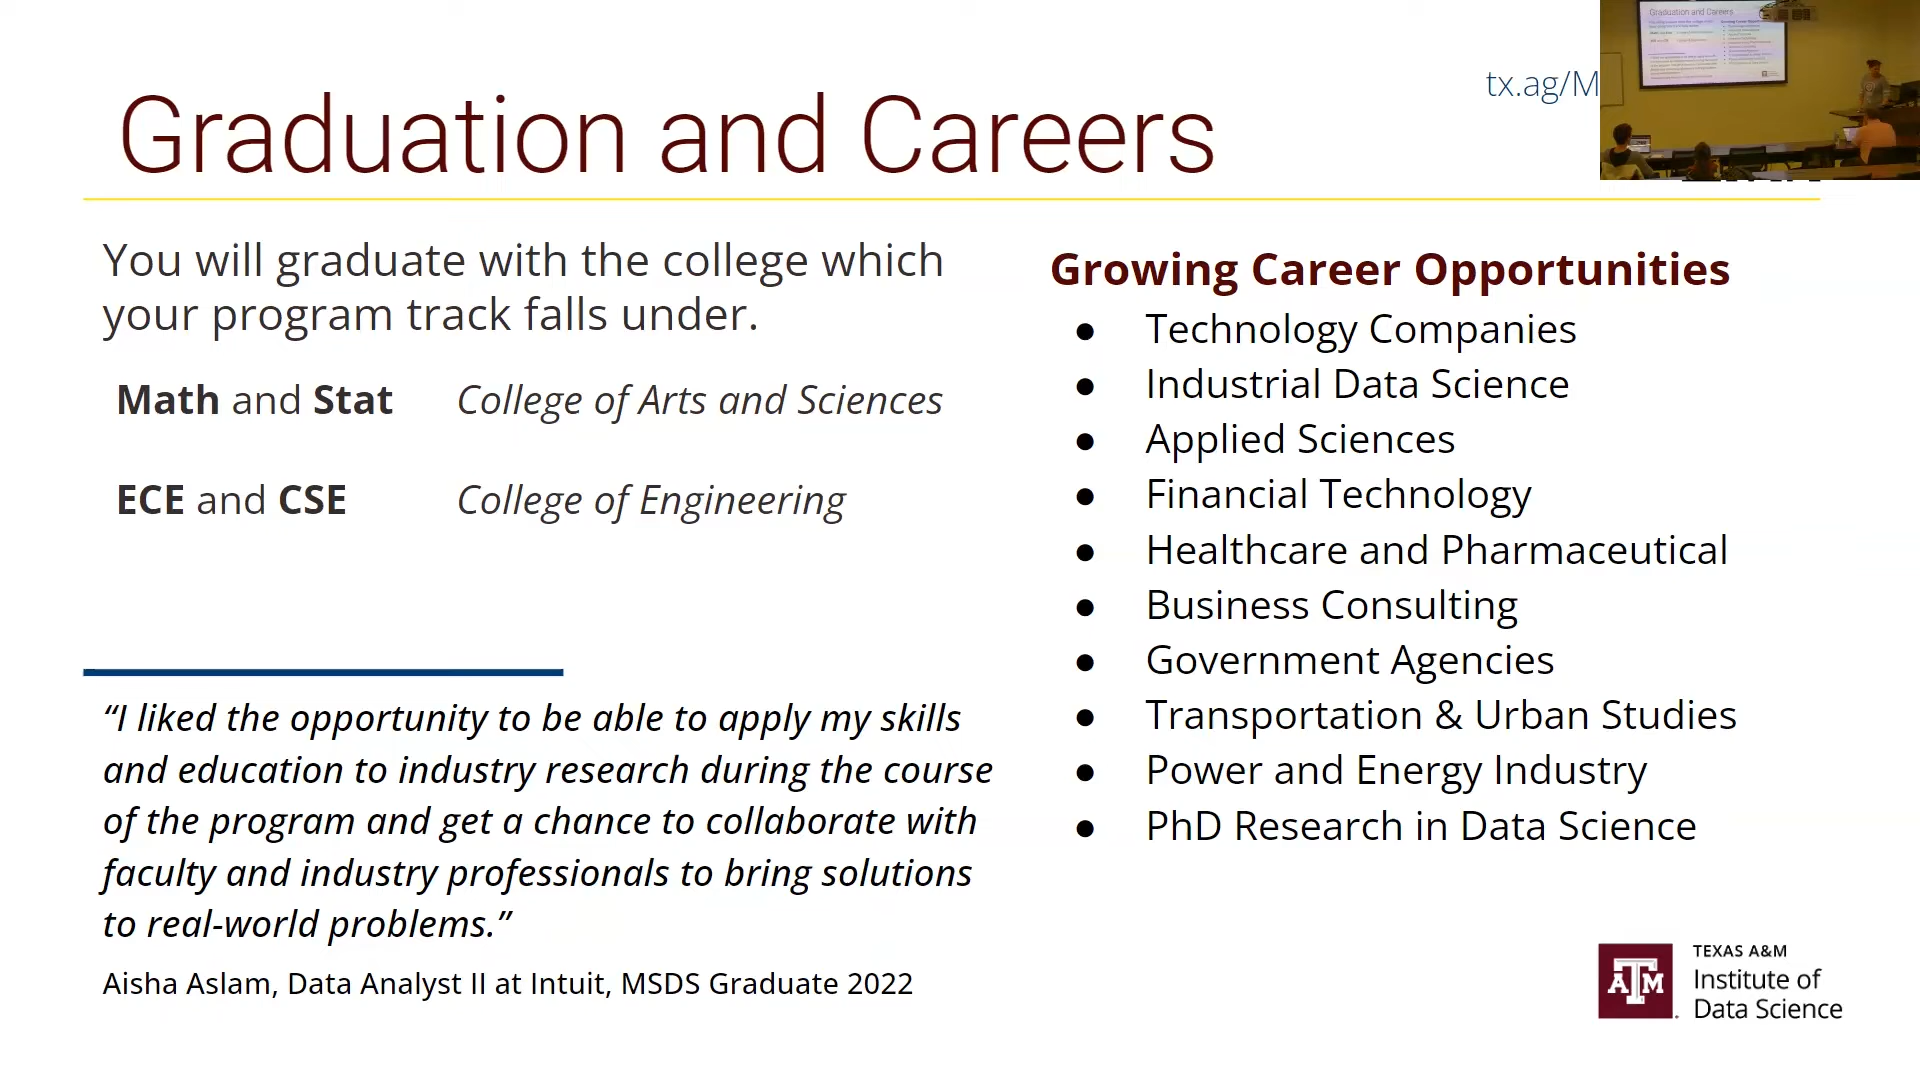 Graduation and Careers
tx.ag/M
You will graduate with the college which
your program track falls under.
Math and Stat College of Arts and Sciences
ECE and CSE College of Engineering
“I liked the opportunity to be able to apply my skills
and education to industry research during the course
of the program and get a chance to collaborate with
faculty and industry professionals to bring solutions
to real-world problems.”
Aisha Aslam, Data Analyst II at Intuit, MSDS Graduate 2022
Growing Career Opportunities
● Technology Companies
● Industrial Data Science
● Applied Sciences
● Financial Technology
● Healthcare and Pharmaceutical
● Business Consulting
● Government Agencies
● Transportation & Urban Studies
● Power and Energy Industry
● PhD Research in Data Science
ATM
TEXAS A&M
Institute of
Data Science
Graduation and Careers